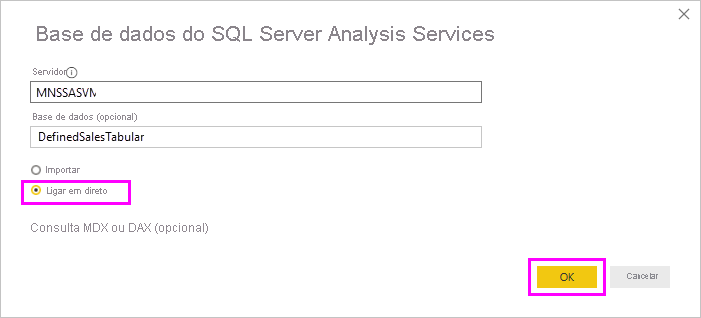 Base de dados do SQL Server Analysis Services
Servidor
MNSSASVM
Base de dados (opcional)
DefinedSalesTabular
Importar
Ligar em direto
Consulta MDX ou DAX (opcional)
OK
Cancelar